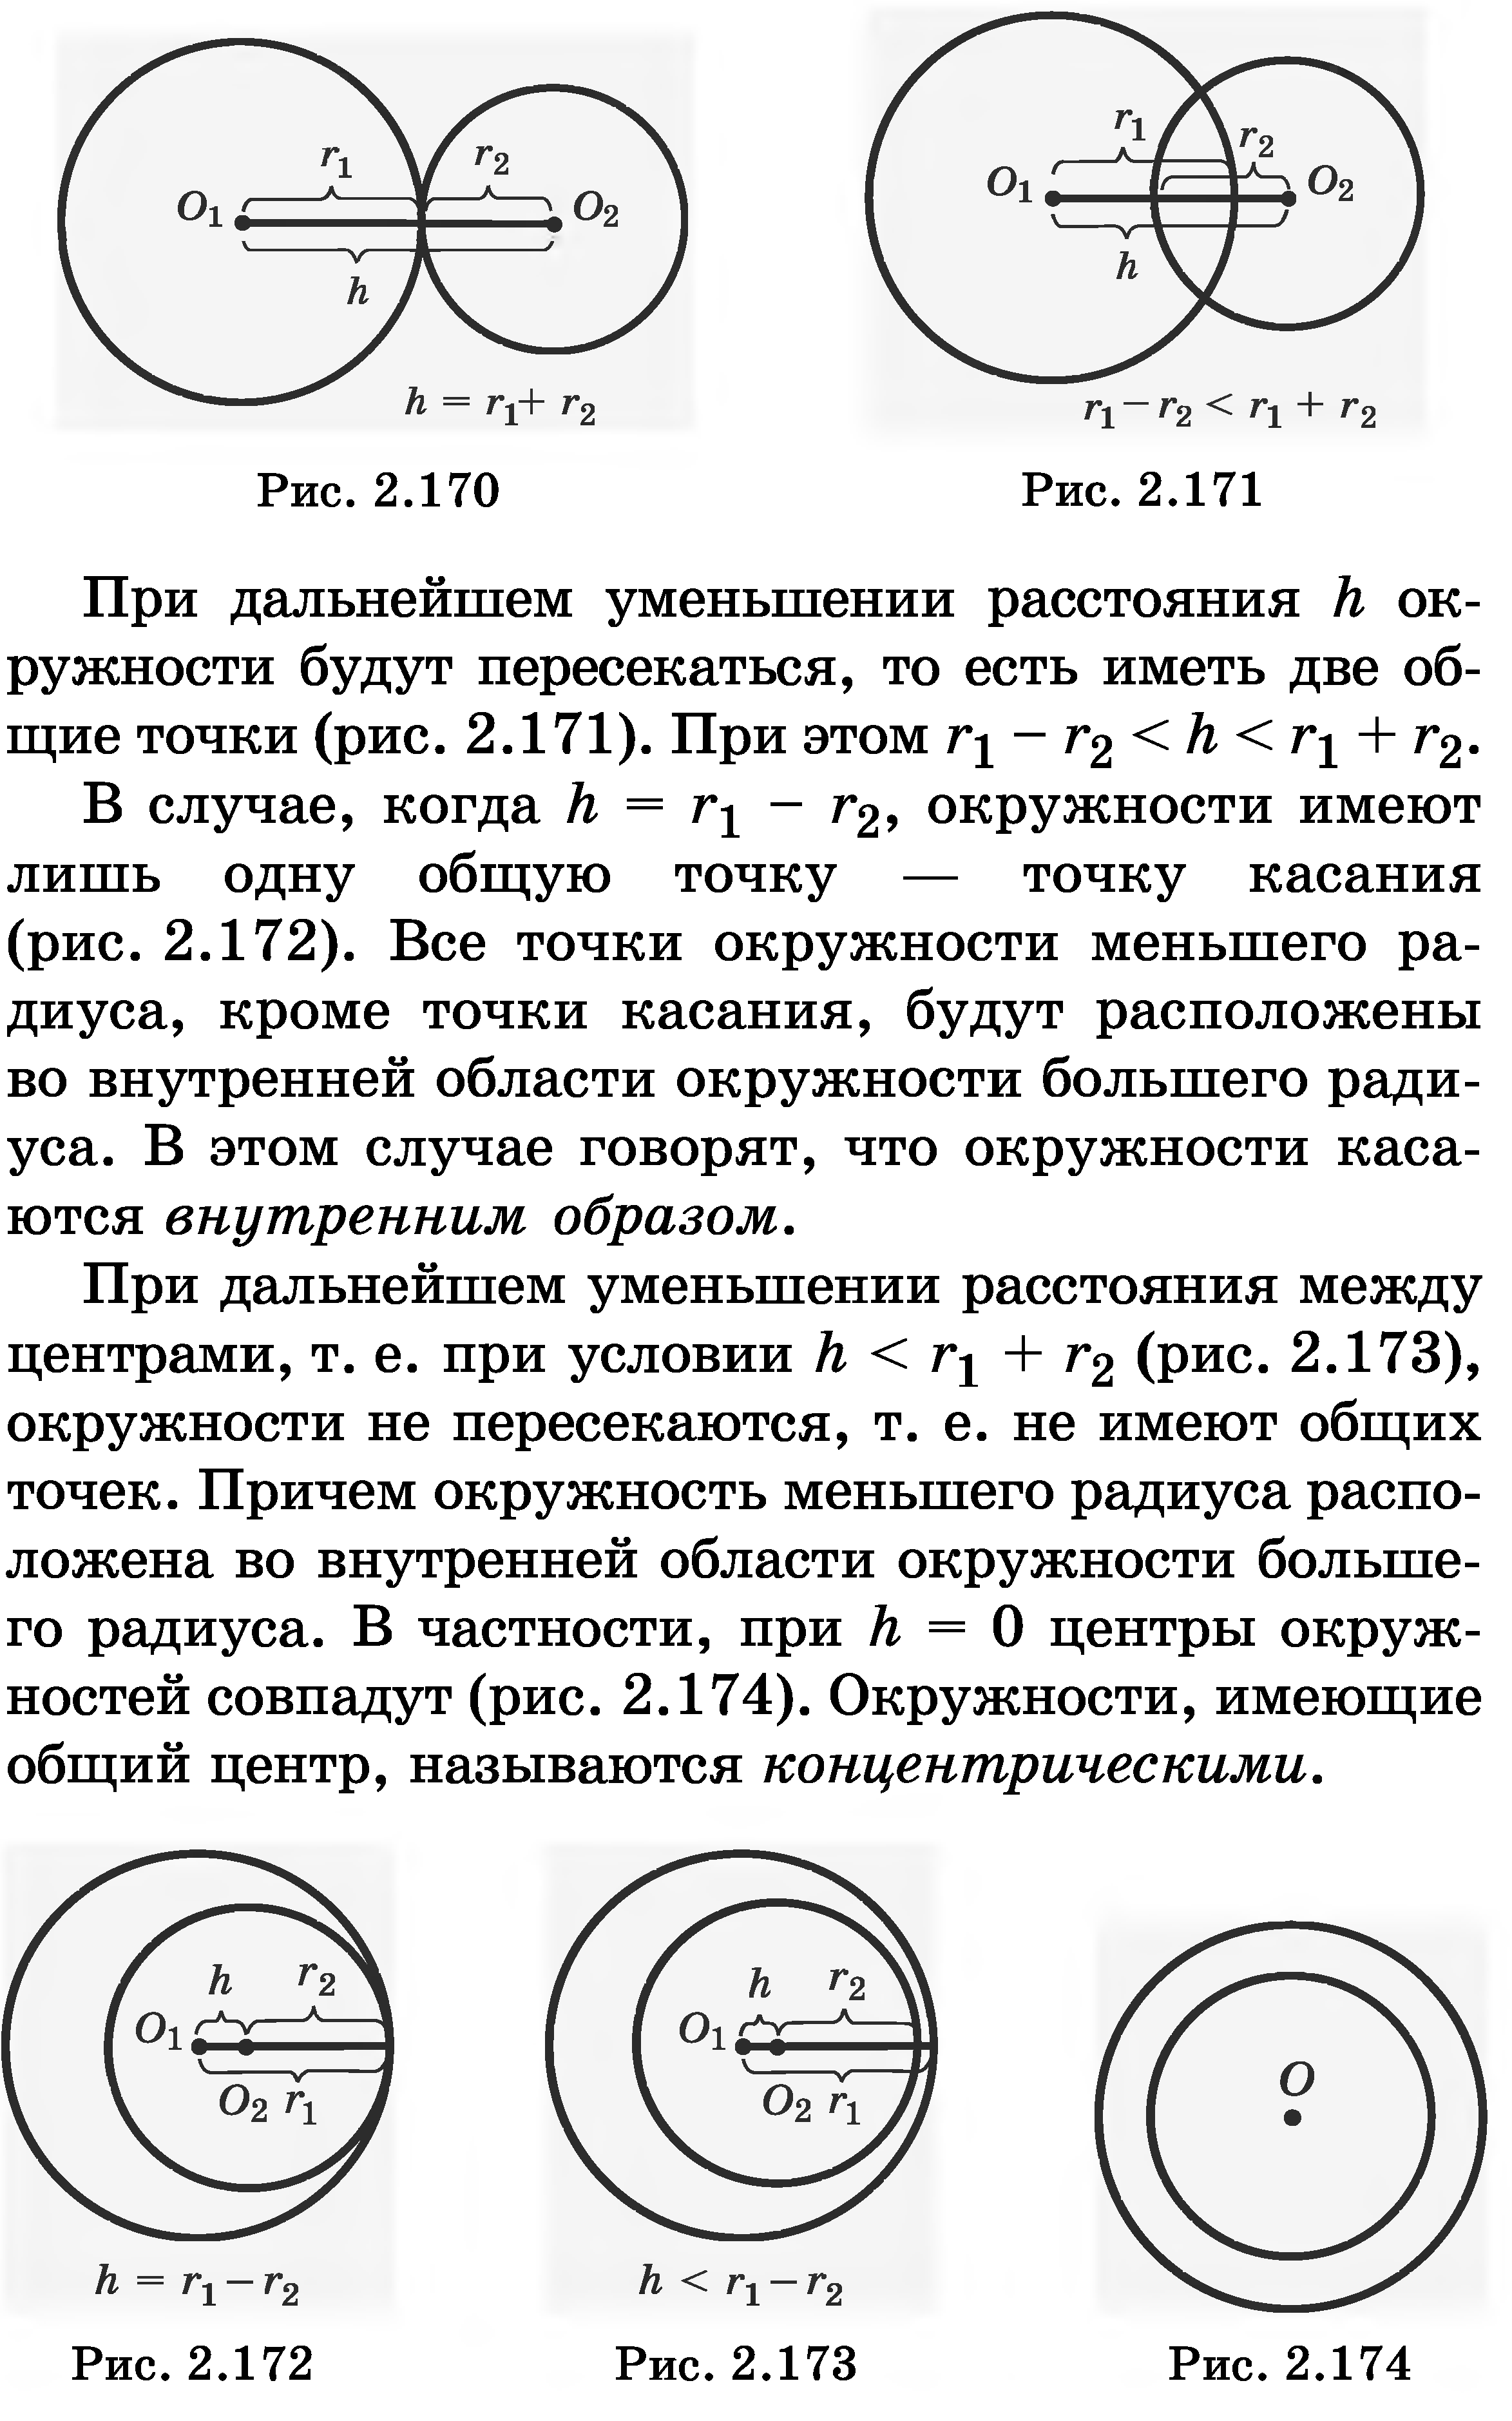 r₁ r₂
O₁ O₂
h
h = r₁+ r₂
Рис. 2.170
r₁ r₂
O₁ O₂
h
r₁ − r₂ < r₁ + r₂
Рис. 2.171
При дальнейшем уменьшении расстояния h ок-
ружности будут пересекаться, то есть иметь две об-
щие точки (рис. 2.171). При этом r₁ − r₂ < h < r₁ + r₂.
В случае, когда h = r₁ − r₂, окружности имеют
лишь одну общую точку — точку касания
(рис. 2.172). Все точки окружности меньшего ра-
диуса, кроме точки касания, будут расположены
во внутренней области окружности большего ради-
уса. В этом случае говорят, что окружности каса-
ются внутренним образом.
При дальнейшем уменьшении расстояния между
центрами, т. е. при условии h < r₁ + r₂ (рис. 2.173),
окружности не пересекаются, т. е. не имеют общих
точек. Причем окружность меньшего радиуса распо-
ложена во внутренней области окружности больше-
го радиуса. В частности, при h = 0 центры окруж-
ностей совпадут (рис. 2.174). Окружности, имеющие
общий центр, называются концентрическими.
h r₂
O₁
O₂ r₁
h = r₁ − r₂
Рис. 2.172
h r₂
O₁
O₂ r₁
h < r₁ − r₂
Рис. 2.173
O
Рис. 2.174